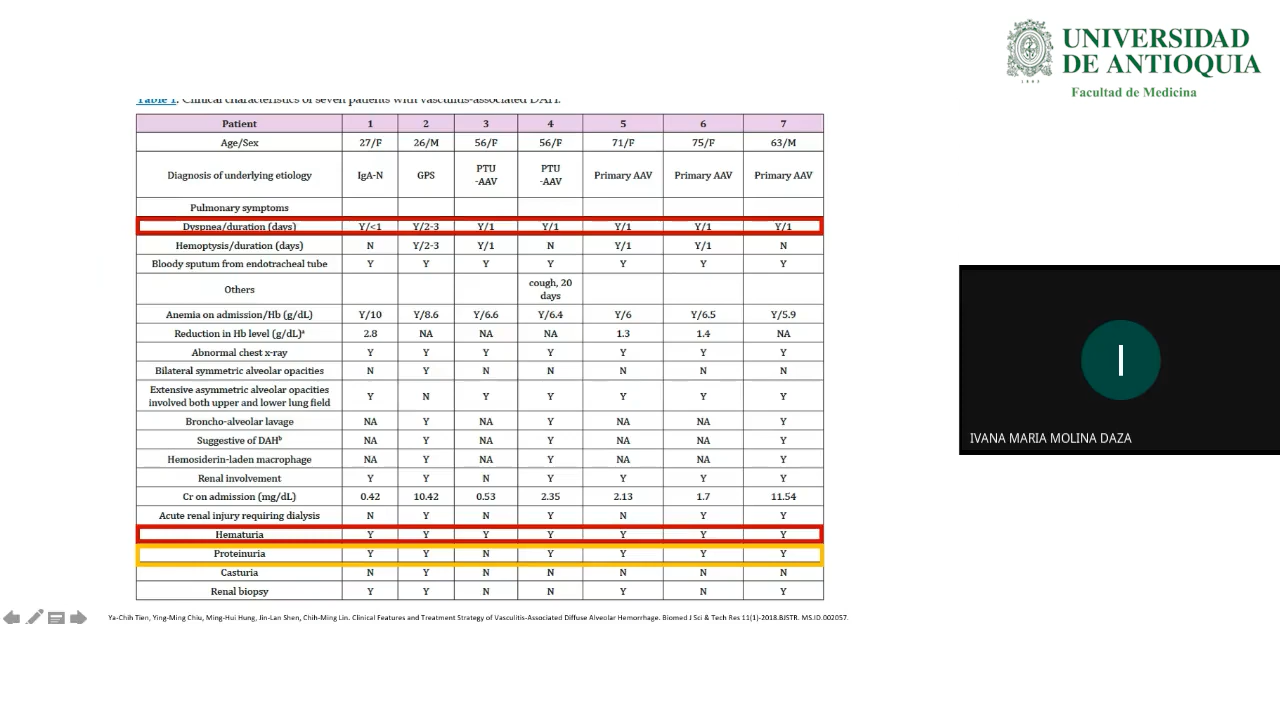 UNIVERSIDAD
DE ANTIOQUIA
1803
Facultad de Medicina
Table 1. Clinical characteristics of seven patients with vasculitis-associated DAH.
Patient 1 2 3 4 5 6 7
Age/Sex 27/F 26/M 56/F 56/F 71/F 75/F 63/M
Diagnosis of underlying etiology IgA-N GPS PTU -AAV PTU -AAV Primary AAV Primary AAV Primary AAV
Pulmonary symptoms
Dyspnea/duration (days) Y/<1 Y/2-3 Y/1 Y/1 Y/1 Y/1 Y/1
Hemoptysis/duration (days) N Y/2-3 Y/1 N Y/1 Y/1 N
Bloody sputum from endotracheal tube Y Y Y Y Y Y Y
Others cough, 20 days
Anemia on admission/Hb (g/dL) Y/10 Y/8.6 Y/6.6 Y/6.4 Y/6 Y/6.5 Y/5.9
Reduction in Hb level (g/dL)ᵃ 2.8 NA NA NA 1.3 1.4 NA
Abnormal chest x-ray Y Y Y Y Y Y Y
Bilateral symmetric alveolar opacities N Y N N N N N
Extensive asymmetric alveolar opacities involved both upper and lower lung field Y N Y Y Y Y Y
Broncho-alveolar lavage NA Y NA Y NA NA Y
Suggestive of DAHᵇ NA Y NA Y NA NA Y
Hemosiderin-laden macrophage NA Y NA Y NA NA Y
Renal involvement Y Y N Y Y Y Y
Cr on admission (mg/dL) 0.42 10.42 0.53 2.35 2.13 1.7 11.54
Acute renal injury requiring dialysis N Y N Y N Y Y
Hematuria Y Y Y Y Y Y Y
Proteinuria Y Y N Y Y Y Y
Casturia N Y N N N N N
Renal biopsy Y Y N N Y N Y
Ya-Chih Tien, Ying-Ming Chiu, Ming-Hui Hung, Jin-Lan Shen, Chih-Ming Lin. Clinical Features and Treatment Strategy of Vasculitis-Associated Diffuse Alveolar Hemorrhage. Biomed J Sci & Tech Res 11(1)-2018.BJSTR. MS.ID.002057.
I
IVANA MARIA MOLINA DAZA